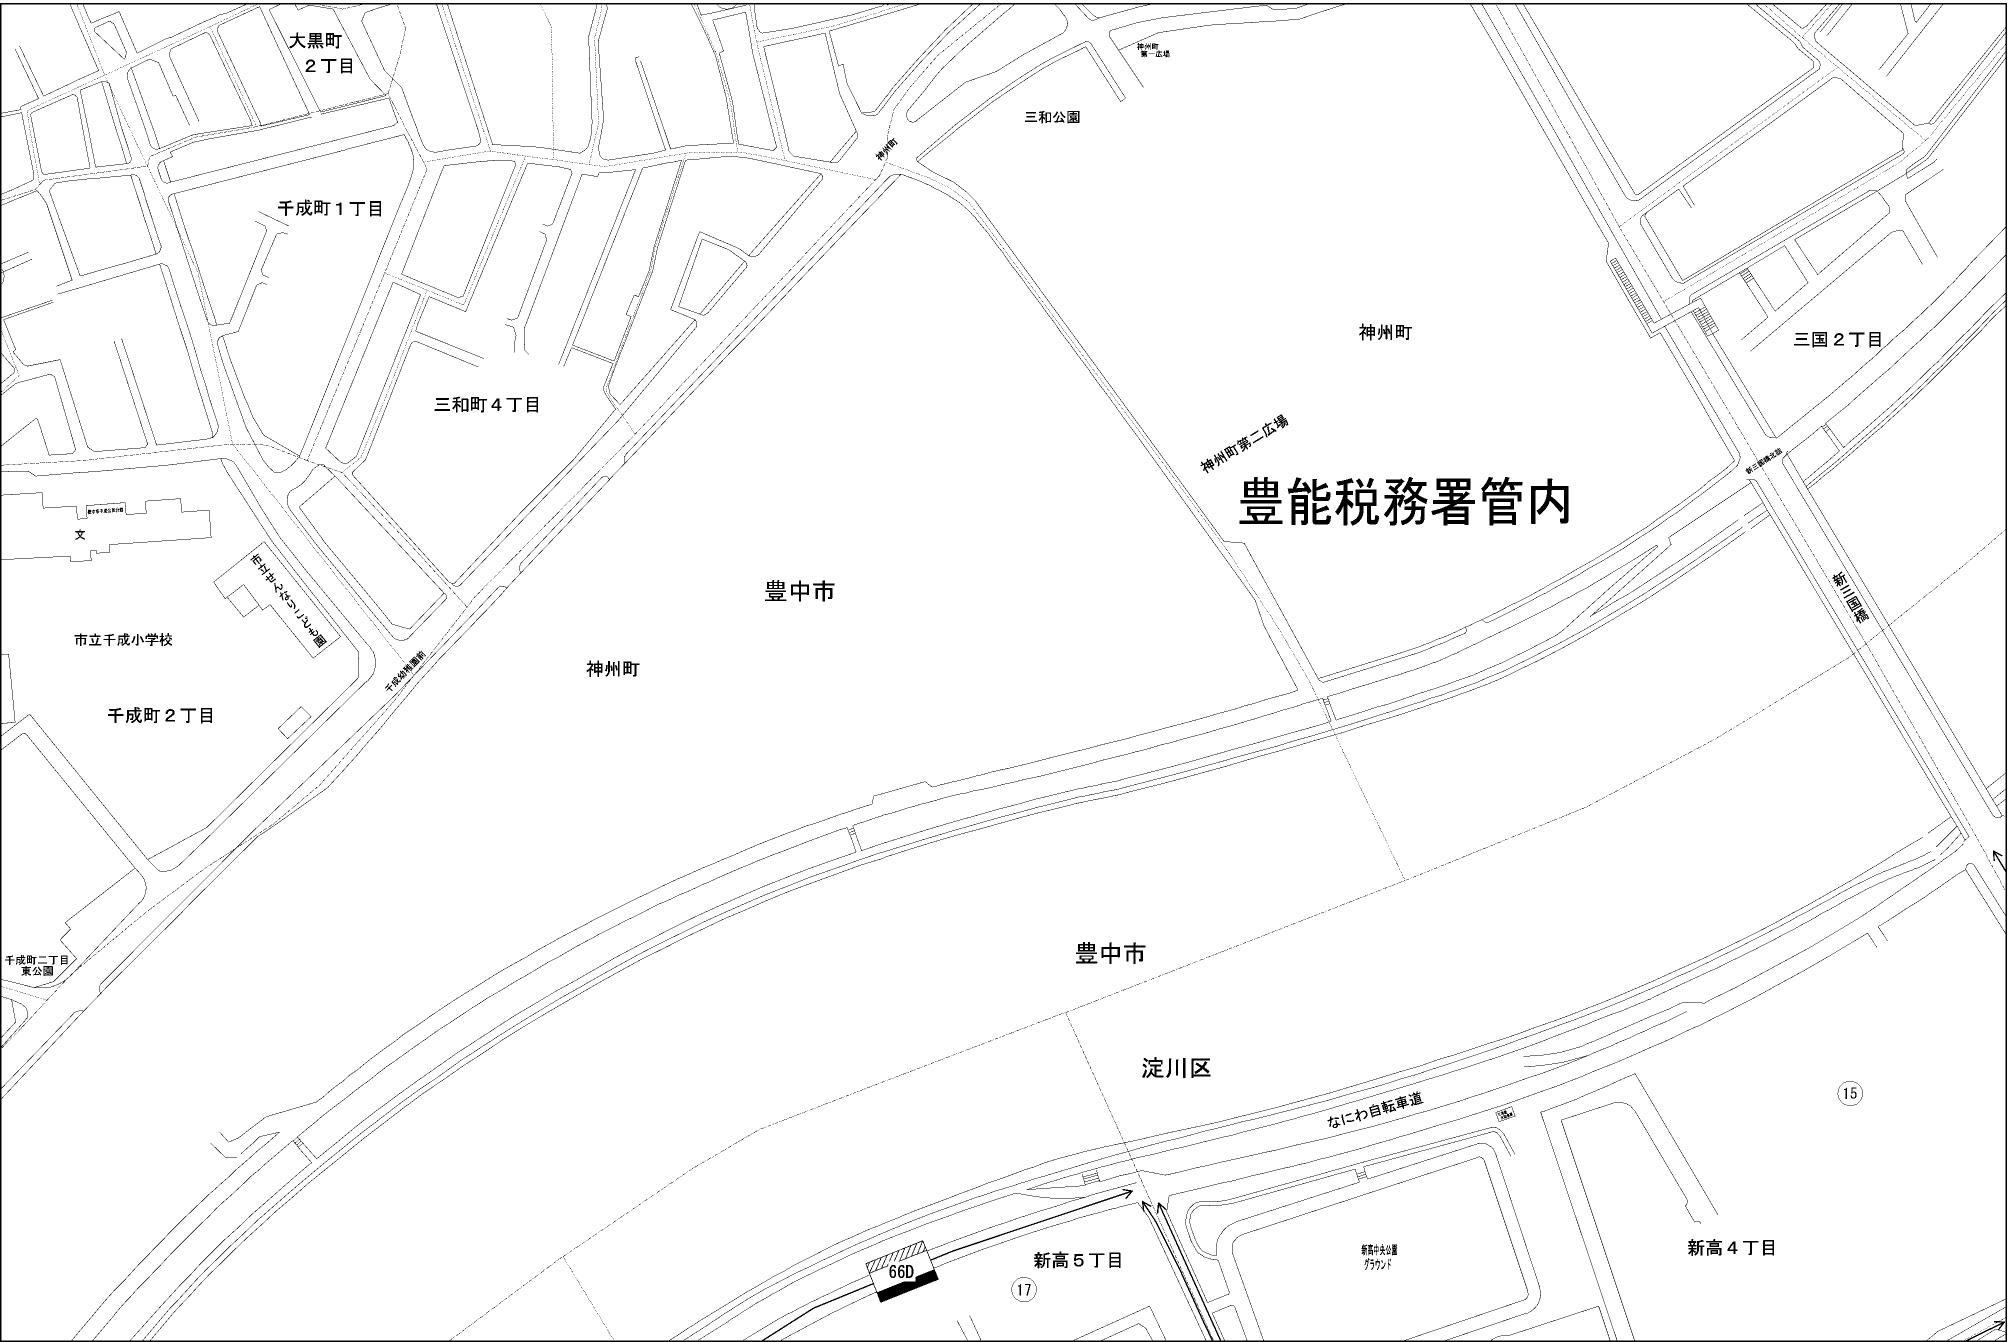 大黒町
２丁目
神州町
第一広場
三和公園
神州町
千成町１丁目
神州町
三国２丁目
三和町４丁目
神州町第二広場
新三国橋北詰
豊能税務署管内
文
市立せんなりこども園
豊中市
新三国橋
市立千成小学校
千成幼稚園前
神州町
千成町２丁目
豊中市
千成町二丁目
東公園
淀川区
15
なにわ自転車道
新高５丁目
新高中央公園
グラウンド
新高４丁目
66D
17